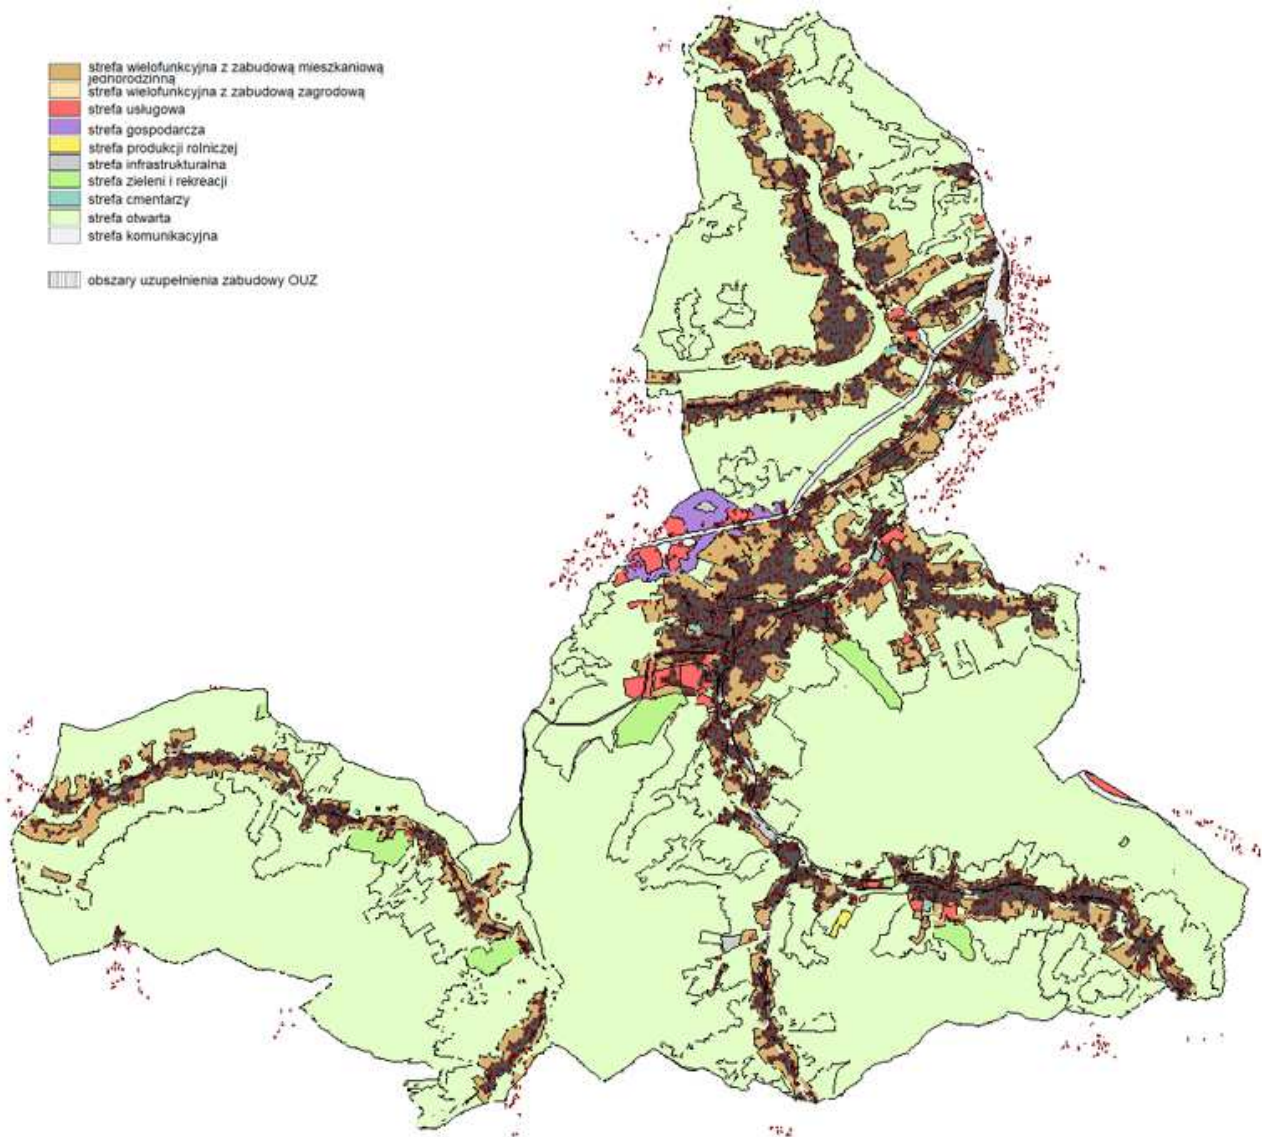 strefa wielofunkcyjna z zabudową mieszkaniową
jednorodzinną
strefa wielofunkcyjna z zabudową zagrodową
strefa usługowa
strefa gospodarcza
strefa produkcji rolniczej
strefa infrastrukturalna
strefa zieleni i rekreacji
strefa cmentarzy
strefa otwarta
strefa komunikacyjna
obszary uzupełnienia zabudowy OUZ